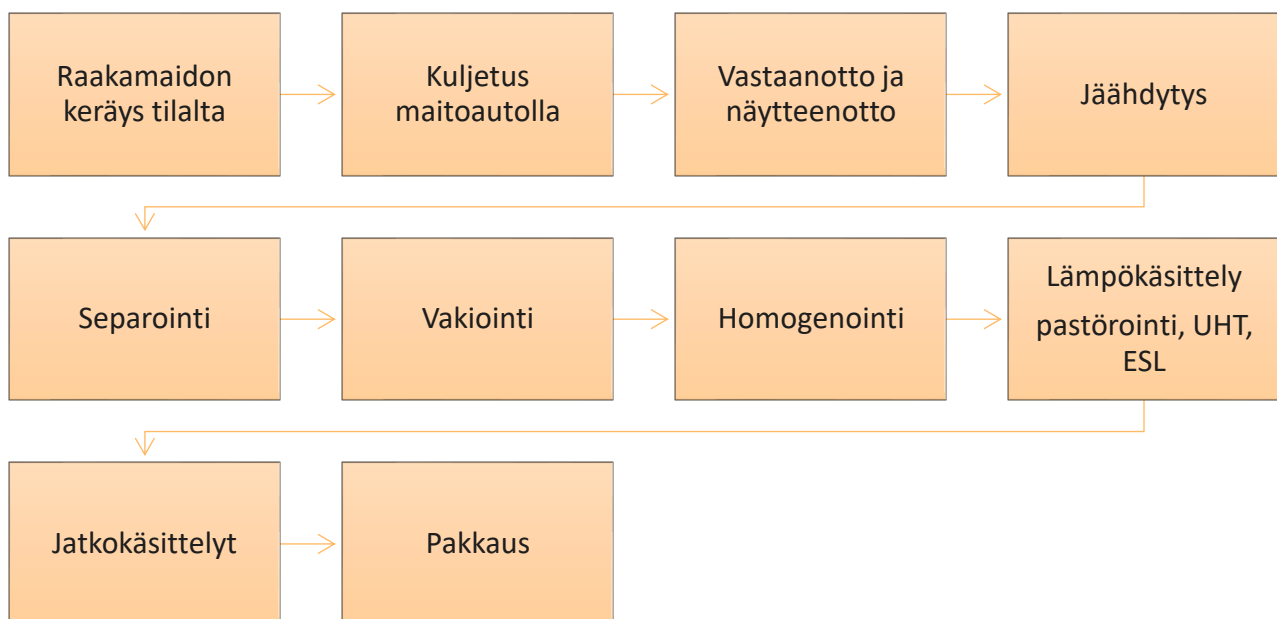 Raakamaidon
keräys tilalta
Kuljetus
maitoautolla
Vastaanotto ja
näytteenotto
Jäähdytys
Separointi
Vakiointi
Homogenointi
Lämpökäsittely
pastörointi, UHT,
ESL
Jatkokäsittelyt
Pakkaus